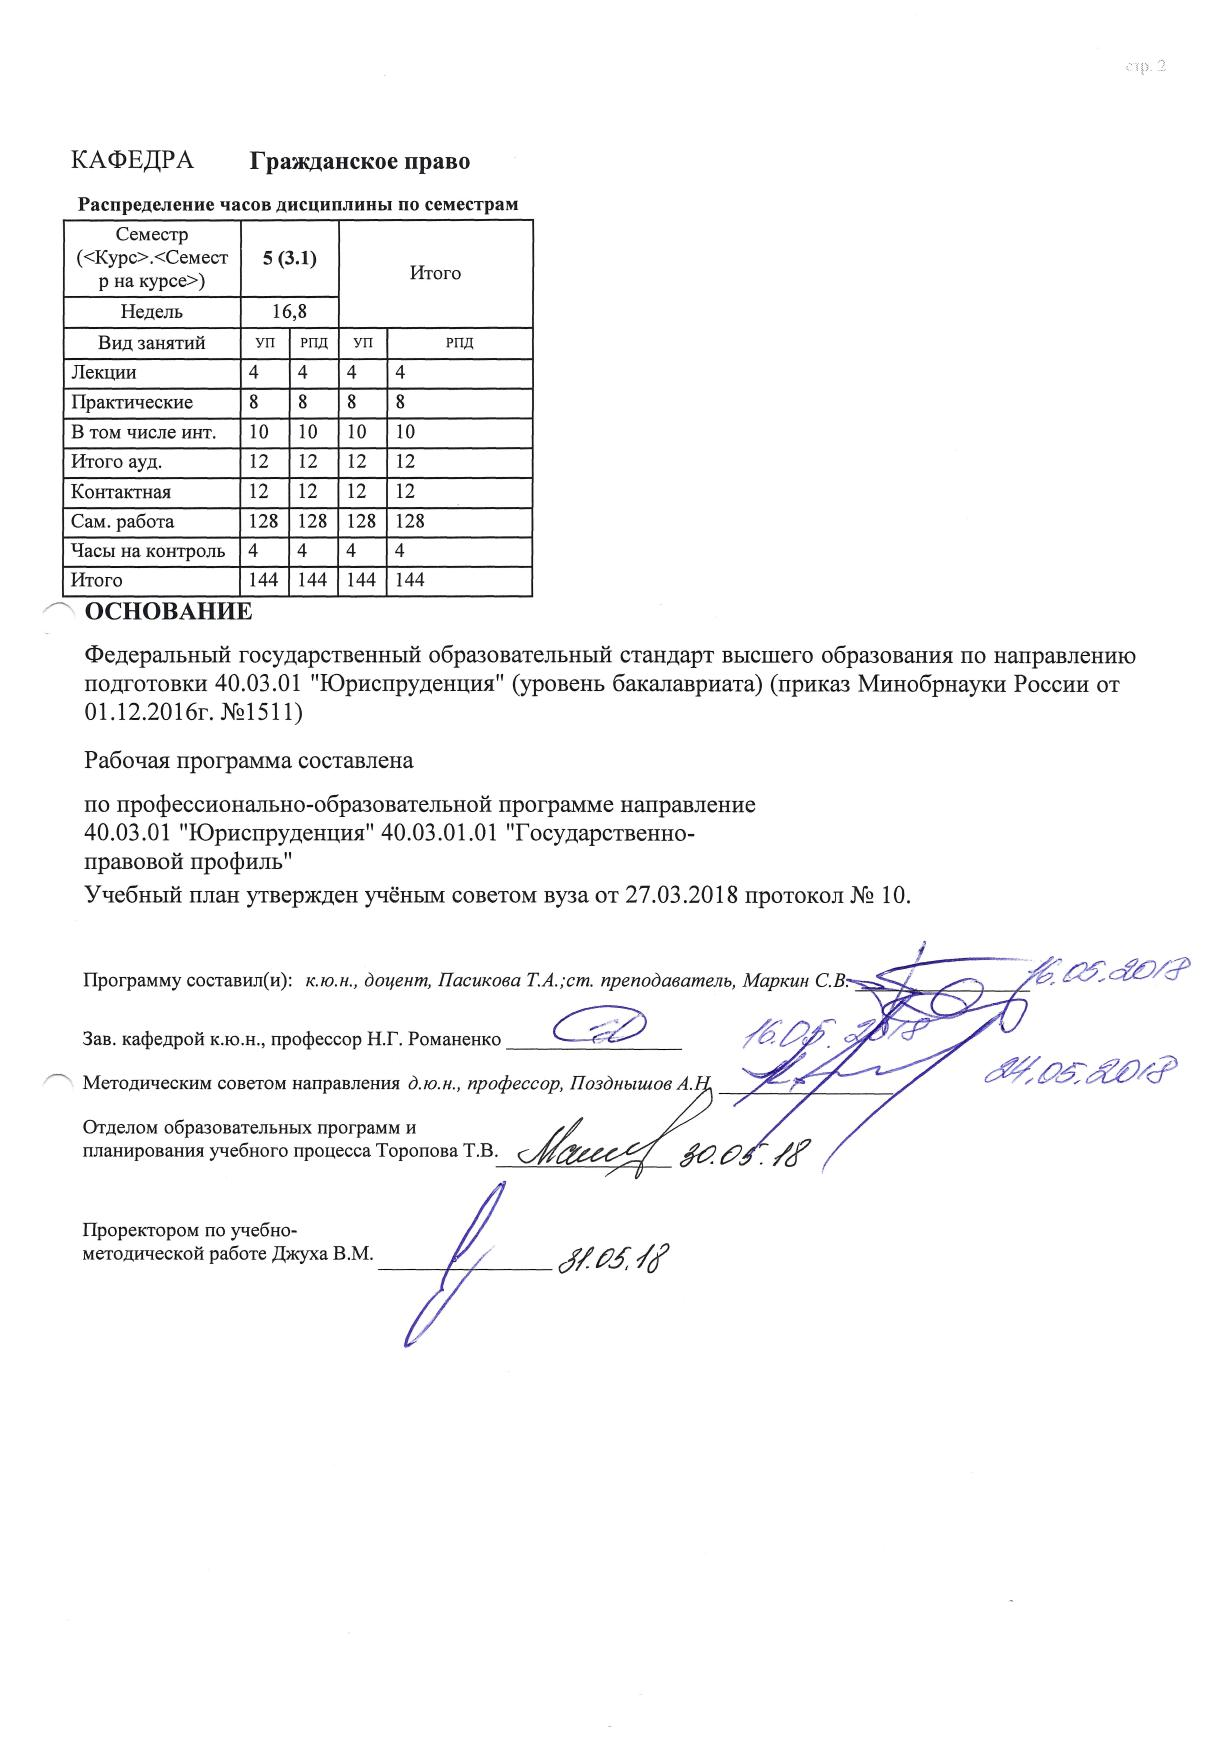 стр. 2
КАФЕДРА Гражданское право
Распределение часов дисциплины по семестрам
Семестр
(<Курс>.<Семест
р на курсе>) 5 (3.1) Итого
Недель 16,8
Вид занятий УП РПД УП РПД
Лекции 4 4 4 4
Практические 8 8 8 8
В том числе инт. 10 10 10 10
Итого ауд. 12 12 12 12
Контактная 12 12 12 12
Сам. работа 128 128 128 128
Часы на контроль 4 4 4 4
Итого 144 144 144 144
ОСНОВАНИЕ
Федеральный государственный образовательный стандарт высшего образования по направлению
подготовки 40.03.01 "Юриспруденция" (уровень бакалавриата) (приказ Минобрнауки России от
01.12.2016г. №1511)
Рабочая программа составлена
по профессионально-образовательной программе направление
40.03.01 "Юриспруденция" 40.03.01.01 "Государственно-
правовой профиль"
Учебный план утвержден учёным советом вуза от 27.03.2018 протокол № 10.
Программу составил(и): к.ю.н., доцент, Пасикова Т.А.;ст. преподаватель, Маркин С.В. 16.05.2018
Зав. кафедрой к.ю.н., профессор Н.Г. Романенко 16.05.2018
Методическим советом направления д.ю.н., профессор, Позднышов А.Н. 24.05.2018
Отделом образовательных программ и
планирования учебного процесса Торопова Т.В. 30.05.18
Проректором по учебно-
методической работе Джуха В.М. 31.05.18